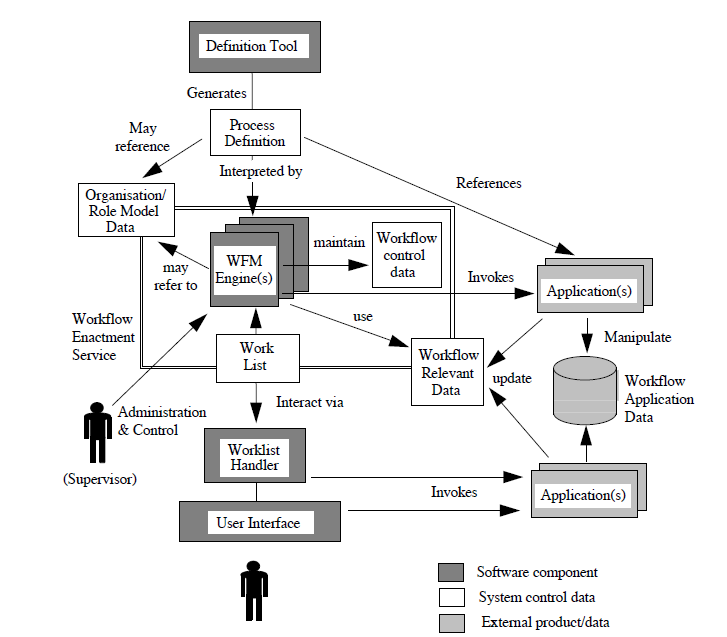 Definition Tool
Generates
Process
Definition
May
reference
Interpreted by
References
Organisation/
Role Model
Data
WFM
Engine(s)
maintain
Workflow
control
data
may
refer to
Invokes
Application(s)
use
Manipulate
Workflow
Enactment
Service
Work
List
Workflow
Relevant
Data
update
Workflow
Application
Data
Administration
& Control
Interact via
(Supervisor)
Worklist
Handler
Invokes
Application(s)
User Interface
Software component
System control data
External product/data